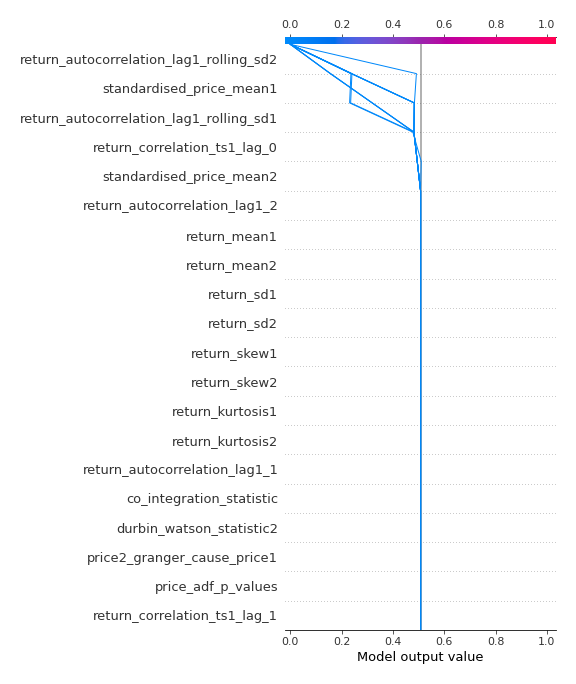 0.0 0.2 0.4 0.6 0.8 1.0
return_autocorrelation_lag1_rolling_sd2
standardised_price_mean1
return_autocorrelation_lag1_rolling_sd1
return_correlation_ts1_lag_0
standardised_price_mean2
return_autocorrelation_lag1_2
return_mean1
return_mean2
return_sd1
return_sd2
return_skew1
return_skew2
return_kurtosis1
return_kurtosis2
return_autocorrelation_lag1_1
co_integration_statistic
durbin_watson_statistic2
price2_granger_cause_price1
price_adf_p_values
return_correlation_ts1_lag_1
0.0 0.2 0.4 0.6 0.8 1.0
Model output value